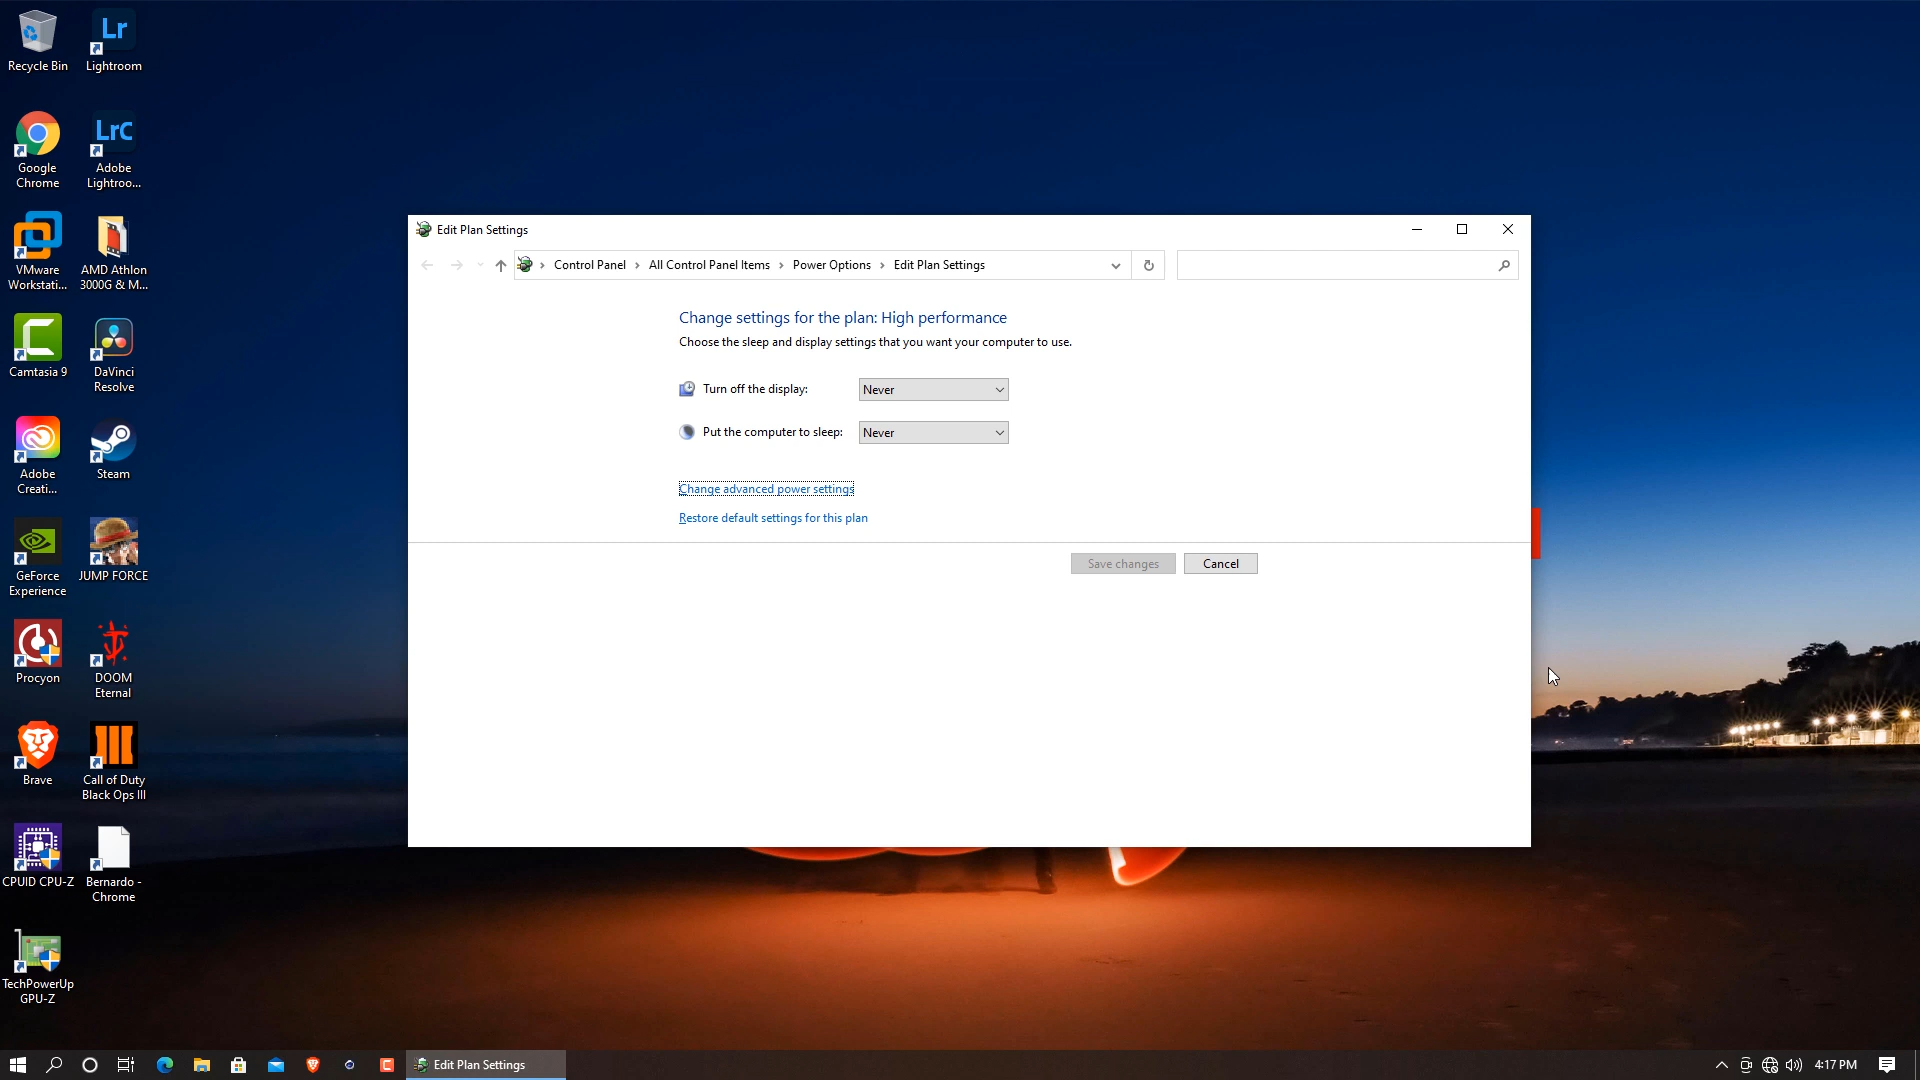 Recycle Bin
Lr
Lightroom
Google
Chrome
LrC
Adobe
Lightroo...
VMware
Workstati...
AMD Athlon
3000G & M...
Camtasia 9
DaVinci
Resolve
Adobe
Creati...
Steam
GeForce
Experience
JUMP FORCE
Procyon
DOOM
Eternal
Brave
Call of Duty
Black Ops III
CPUID CPU-Z
Bernardo -
Chrome
TechPowerUp
GPU-Z
Edit Plan Settings
Control Panel
All Control Panel Items
Power Options
Edit Plan Settings
Change settings for the plan: High performance
Choose the sleep and display settings that you want your computer to use.
Turn off the display:
Never
Put the computer to sleep:
Never
Change advanced power settings
Restore default settings for this plan
Save changes
Cancel
Edit Plan Settings
4:17 PM